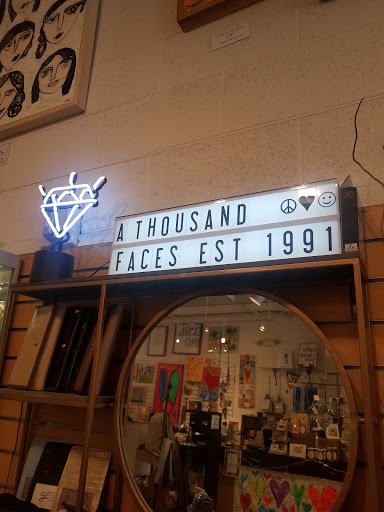 A THOUSAND ☮♥☺
FACES EST 1991